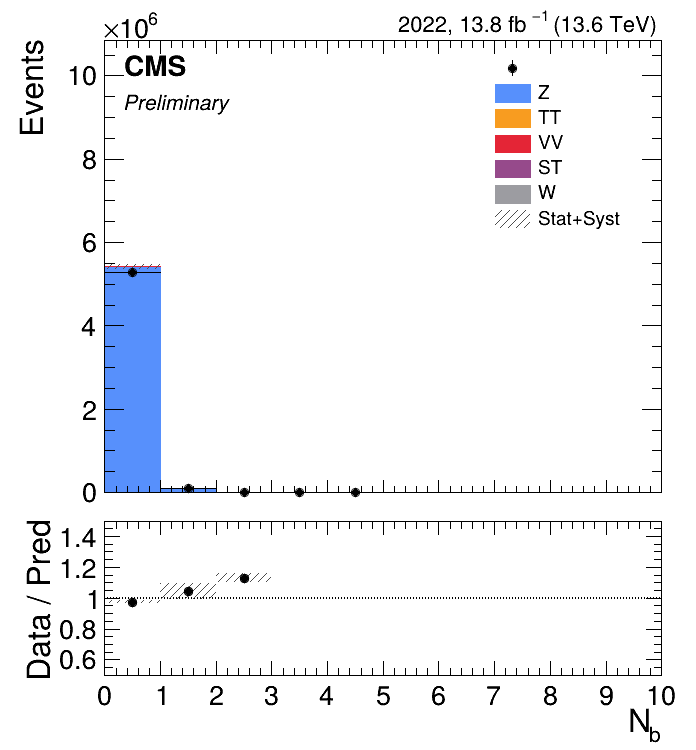 ×10⁶
2022, 13.8 fb⁻¹ (13.6 TeV)
Events
CMS
Preliminary
Z
TT
VV
ST
W
Stat+Syst
10
8
6
4
2
0
Data / Pred
1.4
1.2
1
0.8
0.6
0 1 2 3 4 5 6 7 8 9 10
N_b